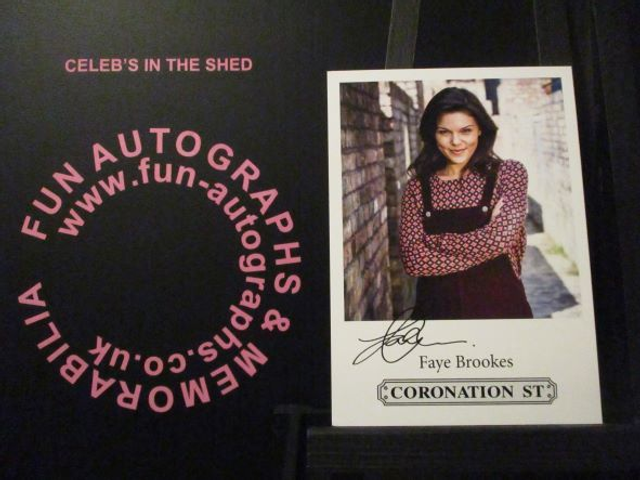 CELEB'S IN THE SHED
FUN AUTOGRAPHS & MEMORABILIA
www.fun-autographs.co.uk
Faye Brookes
CORONATION ST